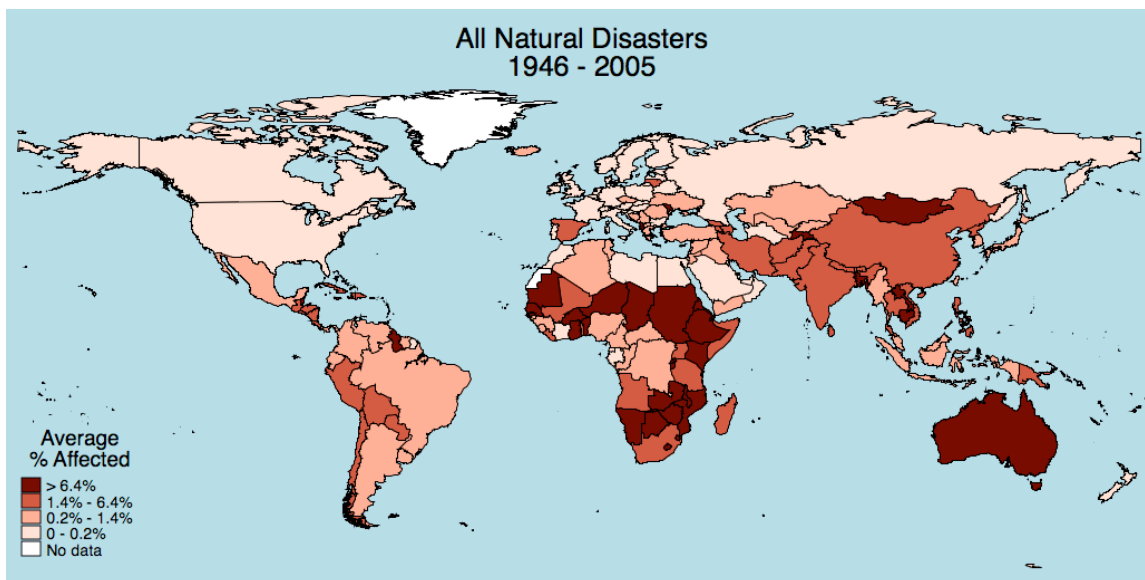 All Natural Disasters
1946 - 2005
Average
% Affected
> 6.4%
1.4% - 6.4%
0.2% - 1.4%
0 - 0.2%
No data